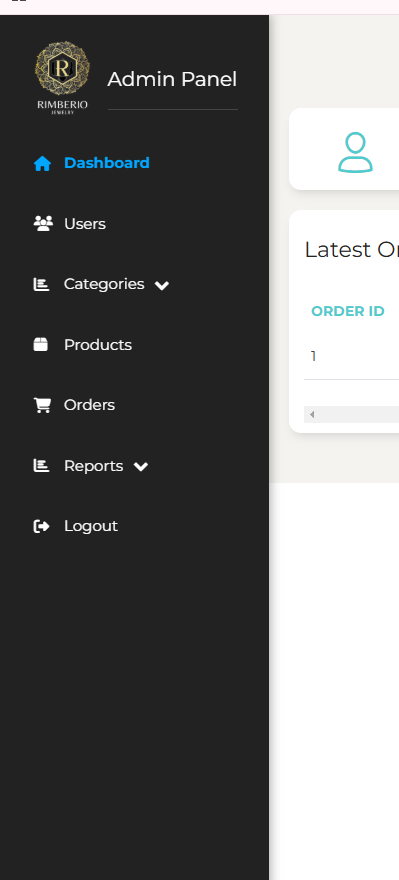 R
RIMBERIO
JEWELRY
Admin Panel
Dashboard
Users
Categories
Products
Orders
Reports
Logout
Latest Or
ORDER ID
1